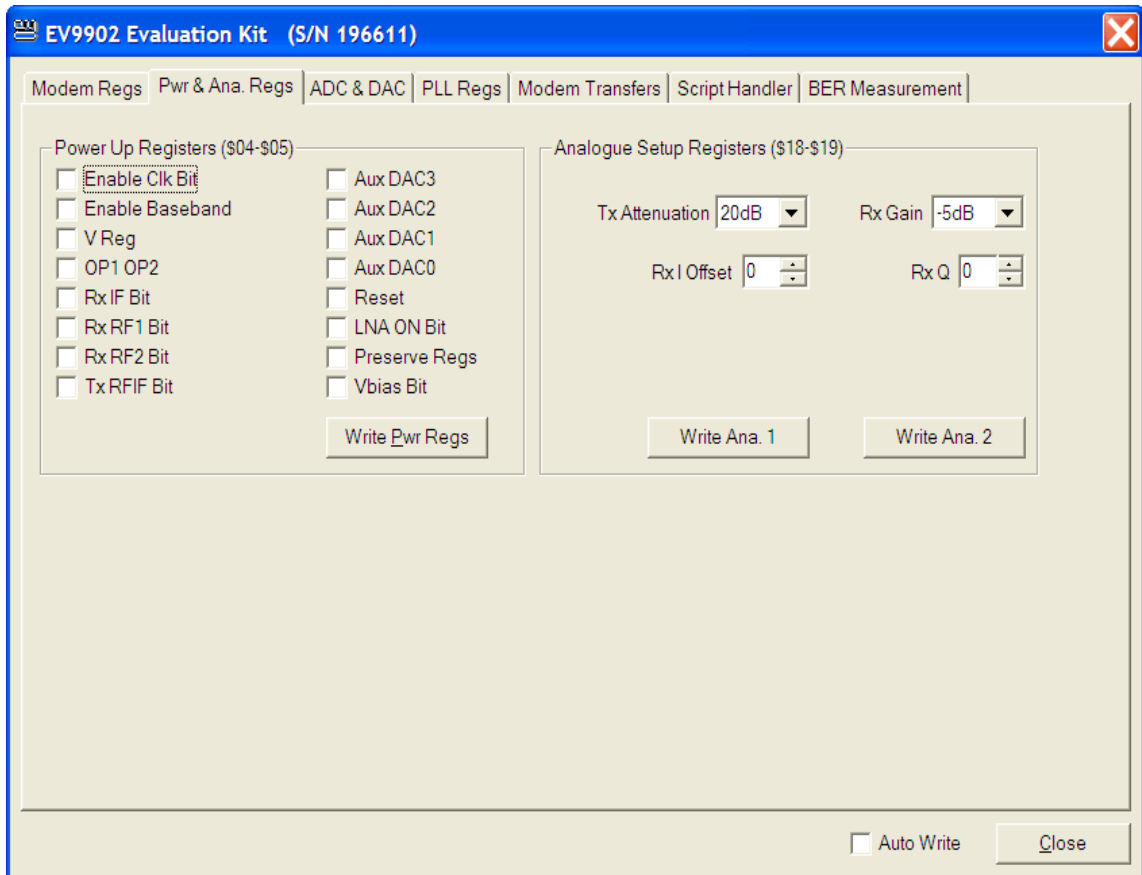 EV9902 Evaluation Kit (S/N 196611)
Modem Regs Pwr & Ana. Regs ADC & DAC PLL Regs Modem Transfers Script Handler BER Measurement
Power Up Registers ($04-$05)
Enable Clk Bit
Enable Baseband
V Reg
OP1 OP2
Rx IF Bit
Rx RF1 Bit
Rx RF2 Bit
Tx RFIF Bit
Aux DAC3
Aux DAC2
Aux DAC1
Aux DAC0
Reset
LNA ON Bit
Preserve Regs
Vbias Bit
Write Pwr Regs
Analogue Setup Registers ($18-$19)
Tx Attenuation 20dB Rx Gain -5dB
Rx I Offset 0 Rx Q 0
Write Ana. 1 Write Ana. 2
Auto Write Close